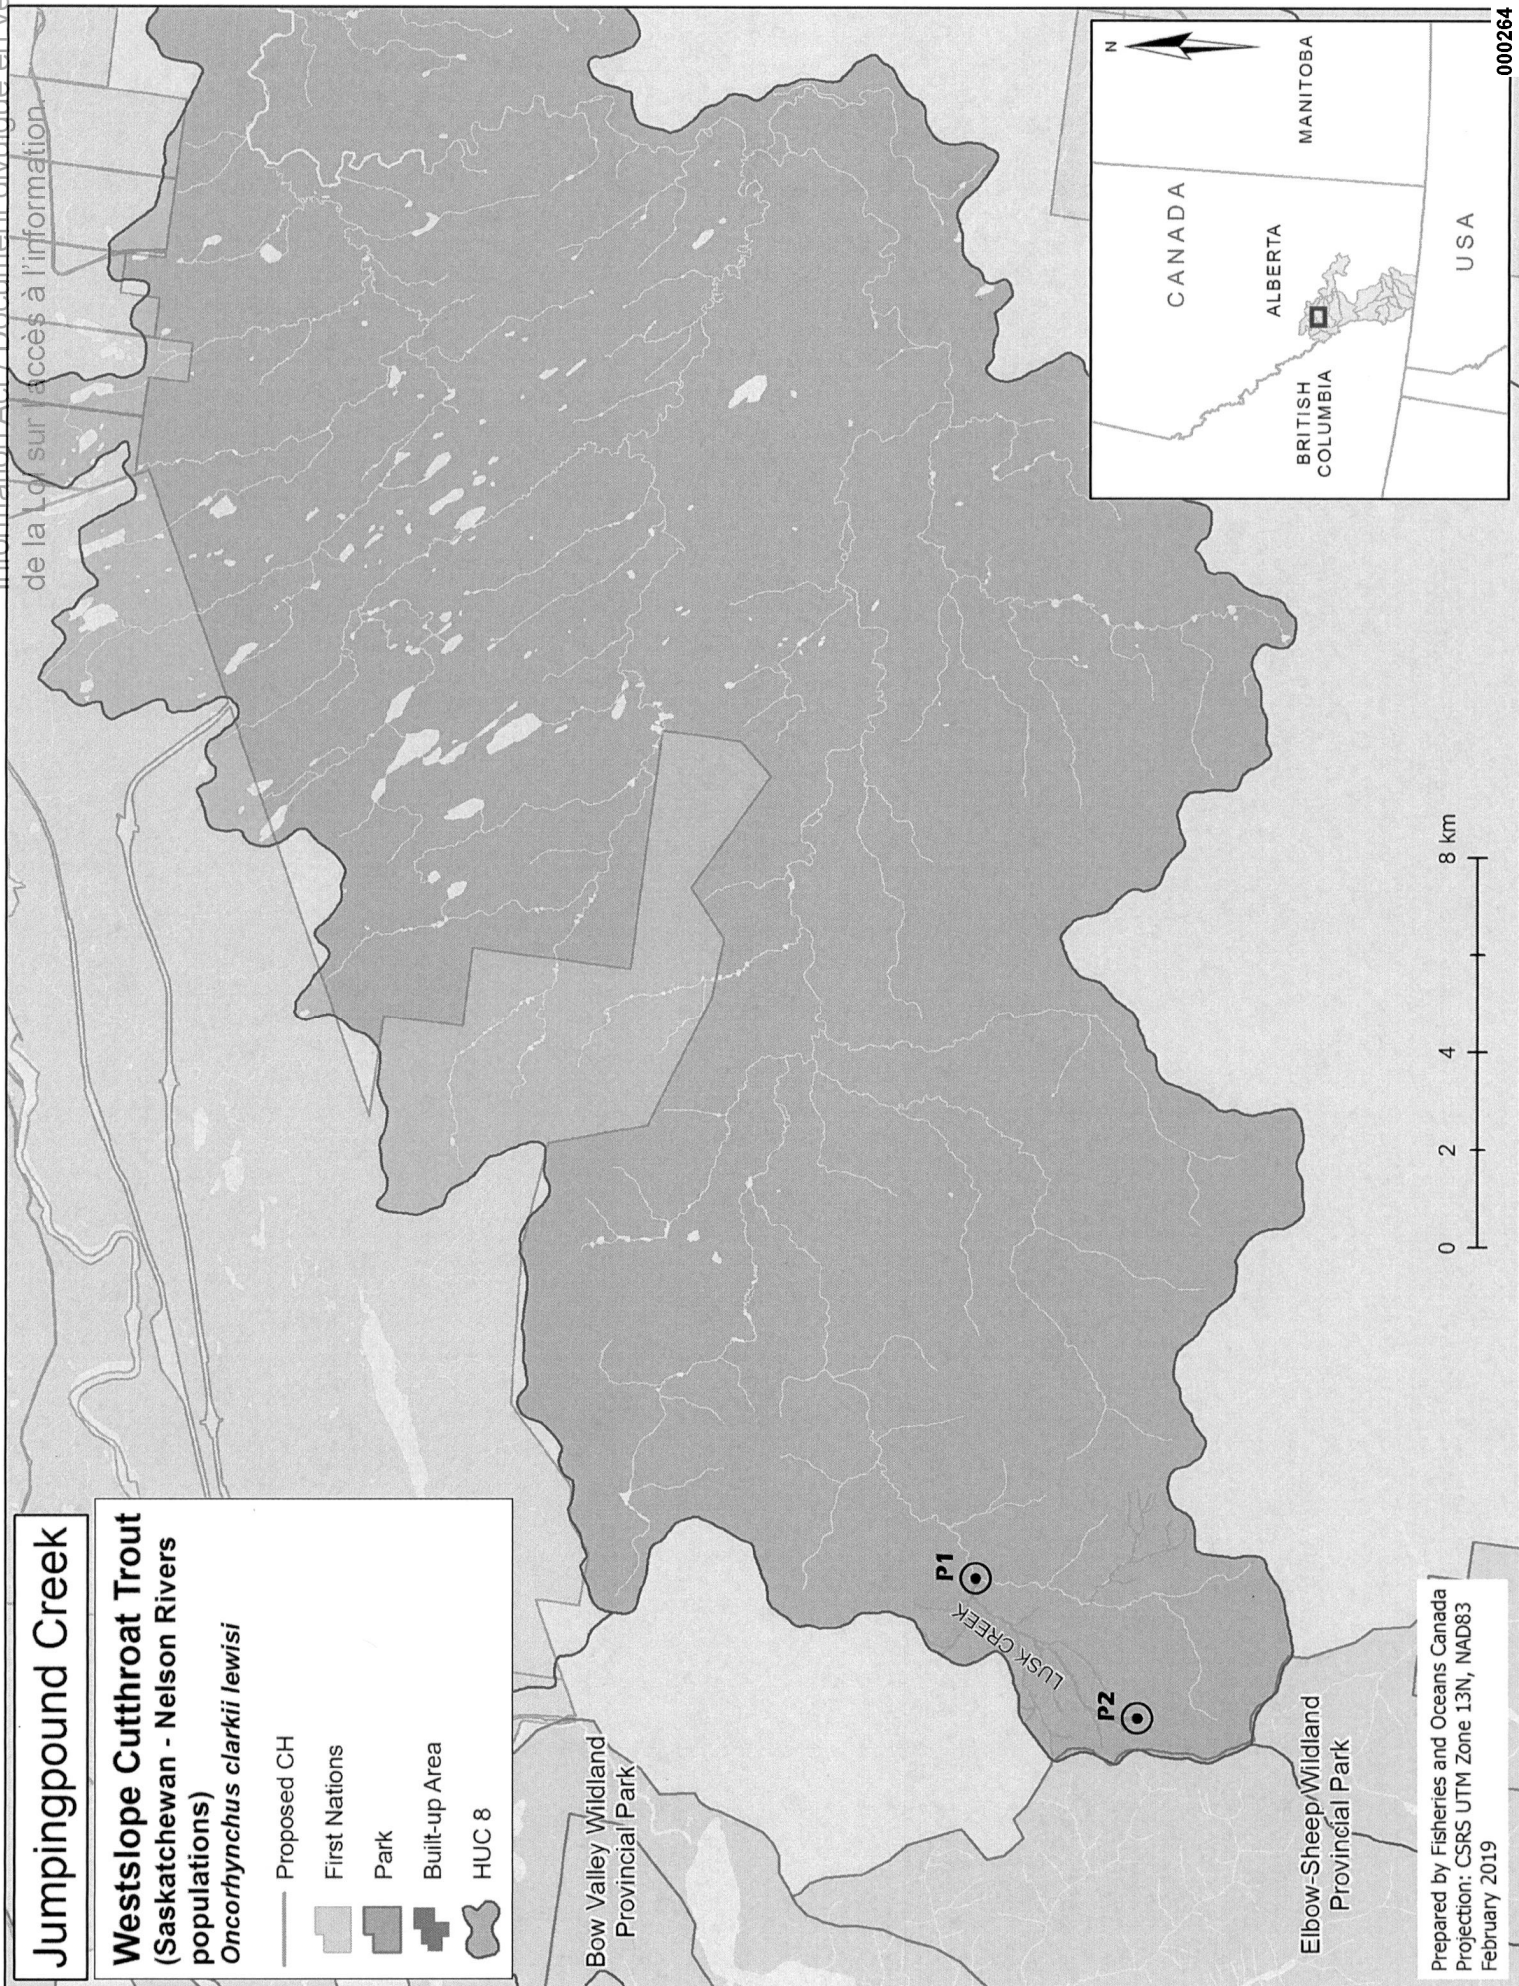 Jumpingpound Creek
Westslope Cutthroat Trout
(Saskatchewan - Nelson Rivers
populations)
Oncorhynchus clarkii lewisi
Proposed CH
First Nations
Park
Built-up Area
HUC 8
Bow Valley Wildland
Provincial Park
P1
LUSK CREEK
P2
Elbow-Sheep Wildland
Provincial Park
Prepared by Fisheries and Oceans Canada
Projection: CSRS UTM Zone 13N, NAD83
February 2019
0 2 4 8 km
N
CANADA
ALBERTA
MANITOBA
BRITISH
COLUMBIA
USA
de la Loi sur l'accès à l'information.
000264